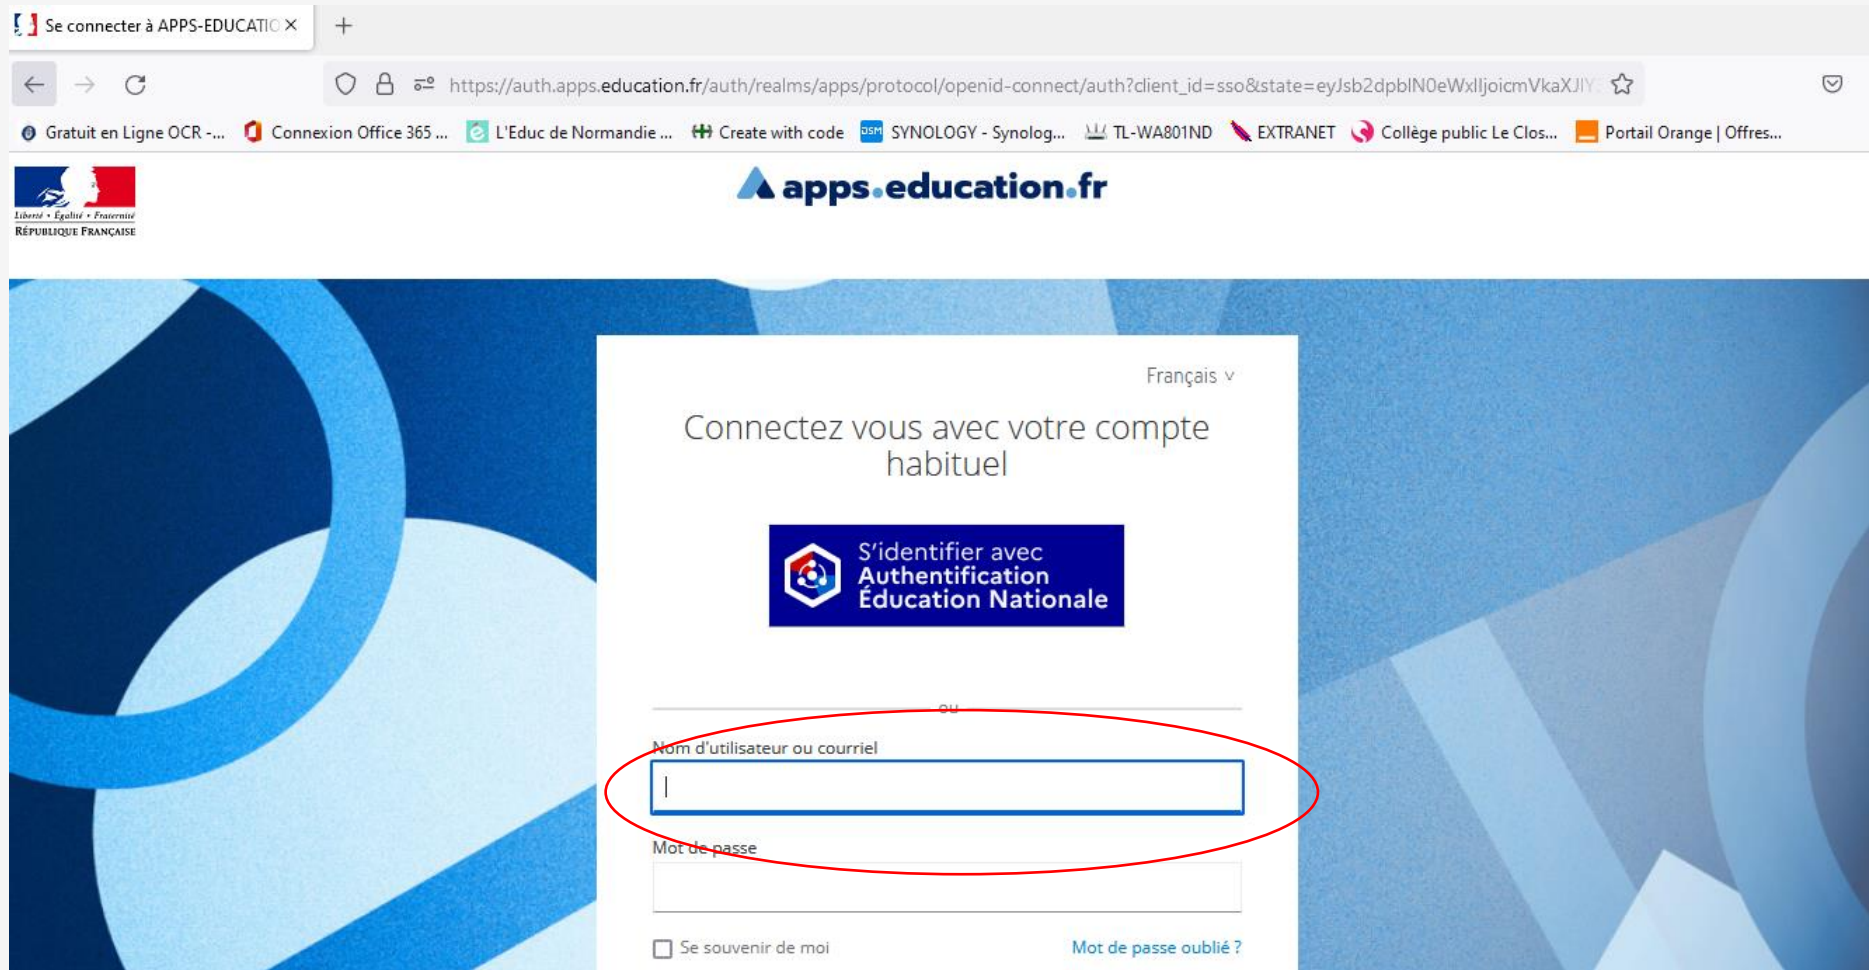 Se connecter à APPS-EDUCATIO
https://auth.apps.education.fr/auth/realms/apps/protocol/openid-connect/auth?client_id=sso&state=
Gratuit en Ligne OCR -... Connexion Office 365 ... L'Educ de Normandie ... Create with code DSM SYNOLOGY - Synolog... TL-WA801ND EXTRANET Collège public Le Clos... Portail Orange | Offres...
apps.education.fr
Liberté • Égalité • Fraternité
RÉPUBLIQUE FRANÇAISE
Français
Connectez vous avec votre compte
habituel
S'identifier avec
Authentification
Éducation Nationale
ou
Nom d'utilisateur ou courriel
Mot de passe
Se souvenir de moi Mot de passe oublié ?